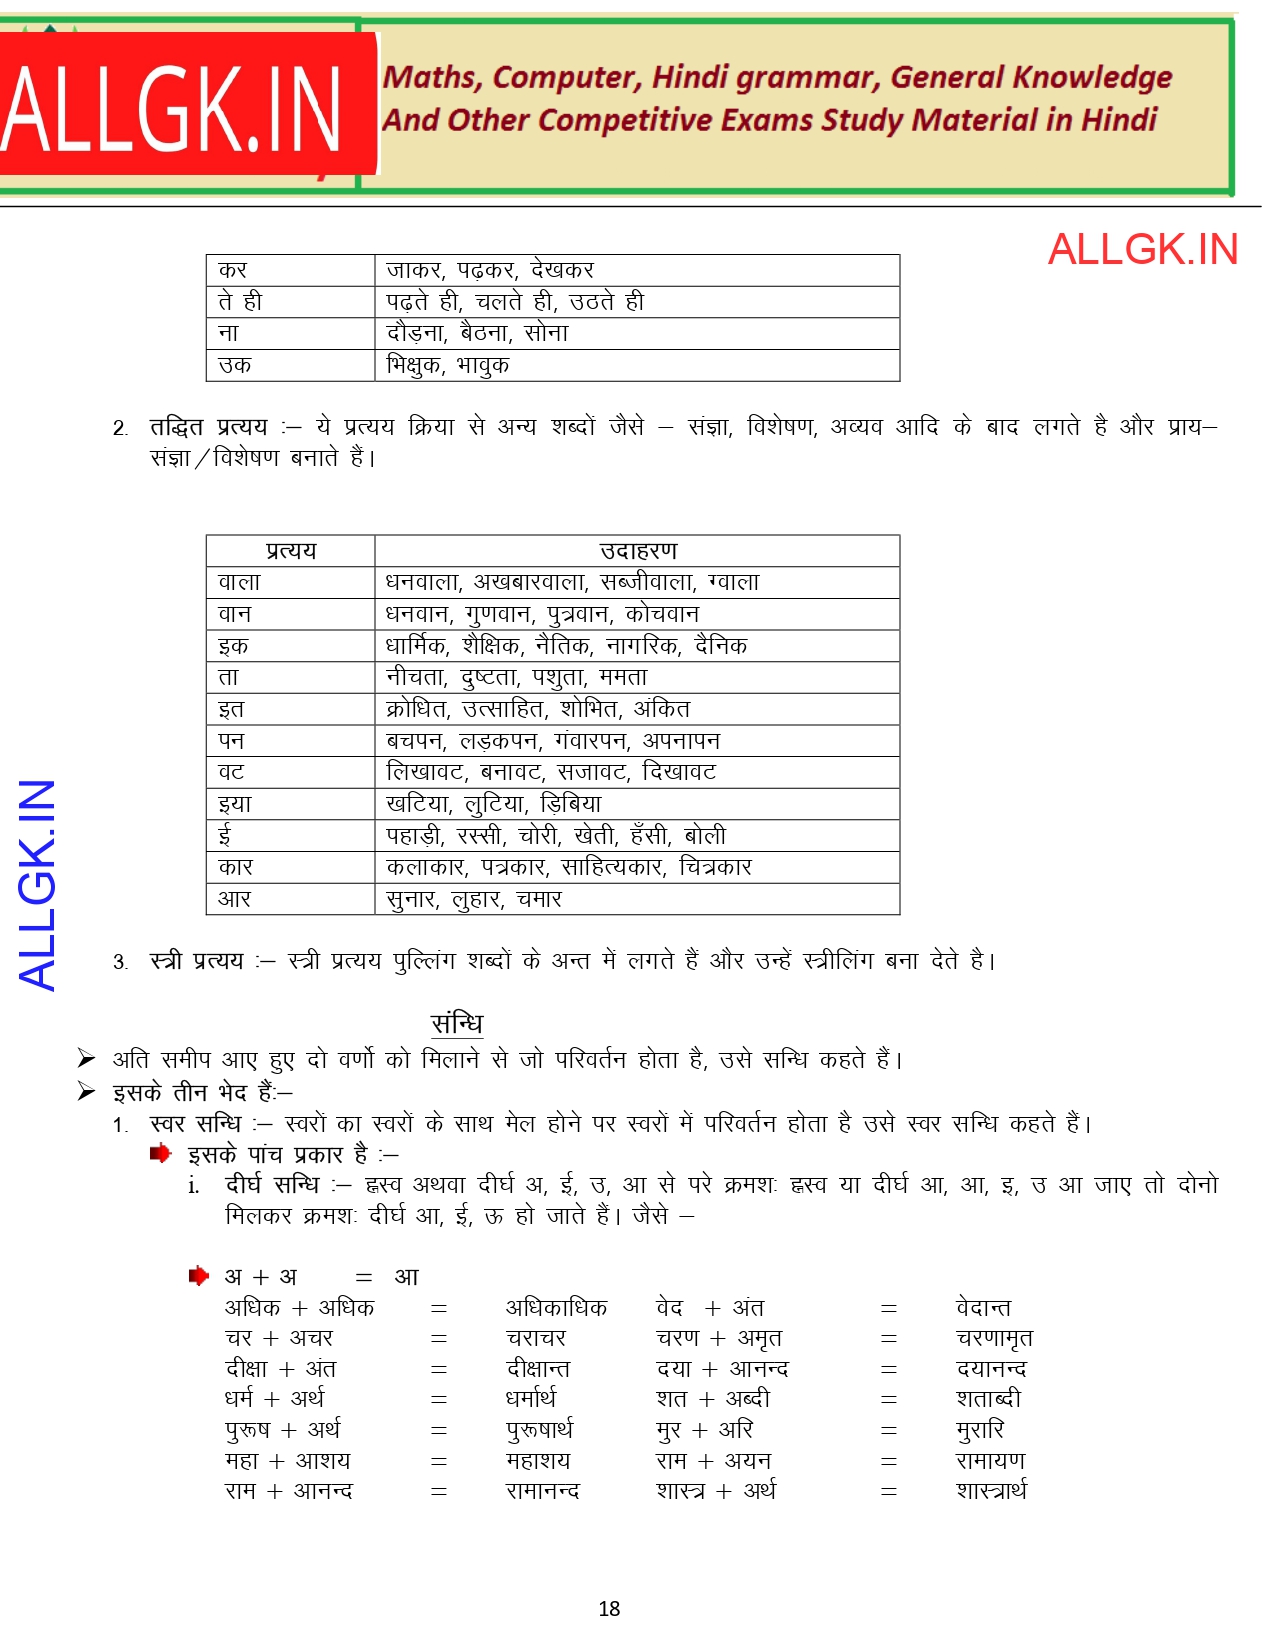 ALLGK.IN
Maths, Computer, Hindi grammar, General Knowledge
And Other Competitive Exams Study Material in Hindi
ALLGK.IN
कर जाकर, पढ़कर, देखकर
ते ही पढ़ते ही, चलते ही, उठते ही
ना दौड़ना, बैठना, सोना
उक भिक्षुक, भावुक
2. तद्धित प्रत्यय :– ये प्रत्यय क्रिया से अन्य शब्दों जैसे – संज्ञा, विशेषण, अव्यव आदि के बाद लगते है और प्राय–
संज्ञा/विशेषण बनाते हैं।
प्रत्यय उदाहरण
वाला धनवाला, अखबारवाला, सब्जीवाला, ग्वाला
वान धनवान, गुणवान, पुत्रवान, कोचवान
इक धार्मिक, शैक्षिक, नैतिक, नागरिक, दैनिक
ता नीचता, दुष्टता, पशुता, ममता
इत क्रोधित, उत्साहित, शोभित, अंकित
पन बचपन, लड़कपन, गंवारपन, अपनापन
वट लिखावट, बनावट, सजावट, दिखावट
इया खटिया, लुटिया, ड़िबिया
ई पहाड़ी, रस्सी, चोरी, खेती, हँसी, बोली
कार कलाकार, पत्रकार, साहित्यकार, चित्रकार
आर सुनार, लुहार, चमार
ALLGK.IN
3. स्त्री प्रत्यय :– स्त्री प्रत्यय पुल्लिंग शब्दों के अन्त में लगते हैं और उन्हें स्त्रीलिंग बना देते है।
संन्धि
➢ अति समीप आए हुए दो वर्णो को मिलाने से जो परिवर्तन होता है, उसे सन्धि कहते हैं।
➢ इसके तीन भेद हैं:–
1. स्वर सन्धि :– स्वरों का स्वरों के साथ मेल होने पर स्वरों में परिवर्तन होता है उसे स्वर सन्धि कहते हैं।
इसके पांच प्रकार है :–
i. दीर्घ सन्धि :– ह्रस्व अथवा दीर्घ अ, ई, उ, आ से परे क्रमशः ह्रस्व या दीर्घ आ, आ, इ, उ आ जाए तो दोनो
मिलकर क्रमशः दीर्घ आ, ई, ऊ हो जाते हैं। जैसे –
अ + अ = आ
अधिक + अधिक = अधिकाधिक वेद + अंत = वेदान्त
चर + अचर = चराचर चरण + अमृत = चरणामृत
दीक्षा + अंत = दीक्षान्त दया + आनन्द = दयानन्द
धर्म + अर्थ = धर्मार्थ शत + अब्दी = शताब्दी
पुरूष + अर्थ = पुरूषार्थ मुर + अरि = मुरारि
महा + आशय = महाशय राम + अयन = रामायण
राम + आनन्द = रामानन्द शास्त्र + अर्थ = शास्त्रार्थ
18